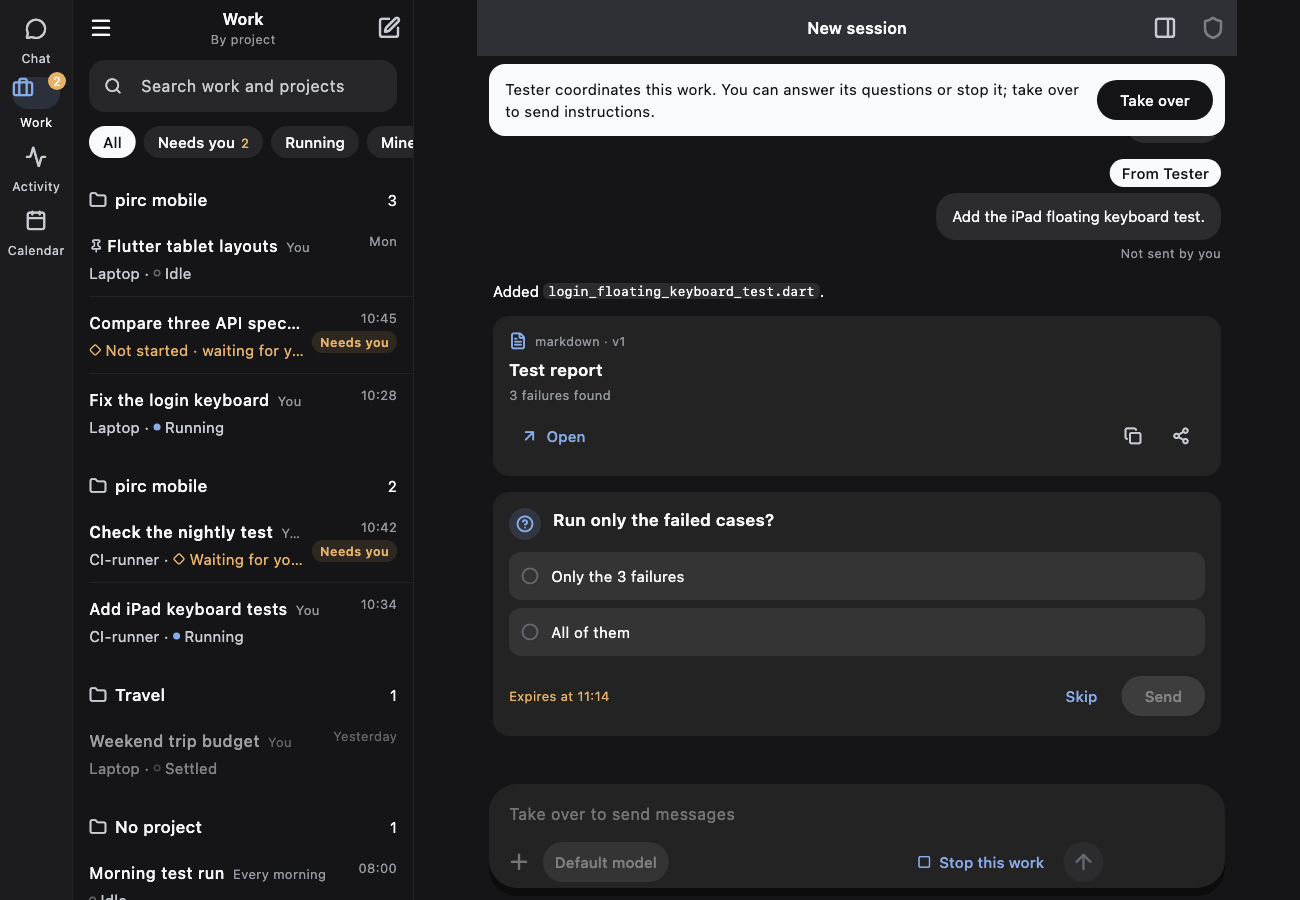 Chat
2
Work
Activity
Calendar
Work
By project
Search work and projects
All
Needs you 2
Running
Mine
pirc mobile 3
Flutter tablet layouts You Mon
Laptop · Idle
Compare three API spec... 10:45
Not started · waiting for y... Needs you
Fix the login keyboard You 10:28
Laptop · Running
pirc mobile 2
Check the nightly test Y... 10:42
CI-runner · Waiting for yo... Needs you
Add iPad keyboard tests You 10:34
CI-runner · Running
Travel 1
Weekend trip budget You Yesterday
Laptop · Settled
No project 1
Morning test run Every morning 08:00
Idle
New session
Tester coordinates this work. You can answer its questions or stop it; take over
to send instructions.
Take over
From Tester
Add the iPad floating keyboard test.
Not sent by you
Added login_floating_keyboard_test.dart.
markdown · v1
Test report
3 failures found
Open
Run only the failed cases?
Only the 3 failures
All of them
Expires at 11:14
Skip
Send
Take over to send messages
Default model
Stop this work